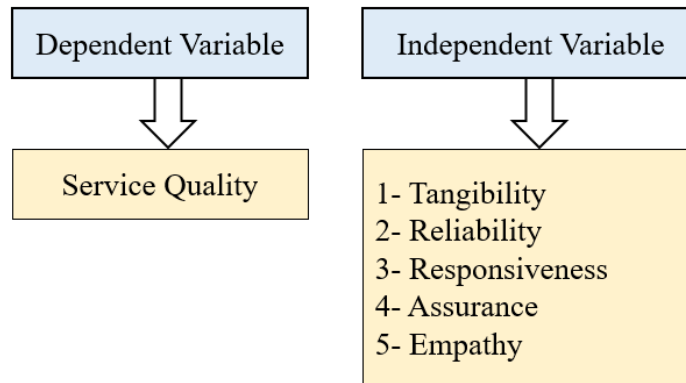 Dependent Variable
Independent Variable
Service Quality
1- Tangibility
2- Reliability
3- Responsiveness
4- Assurance
5- Empathy